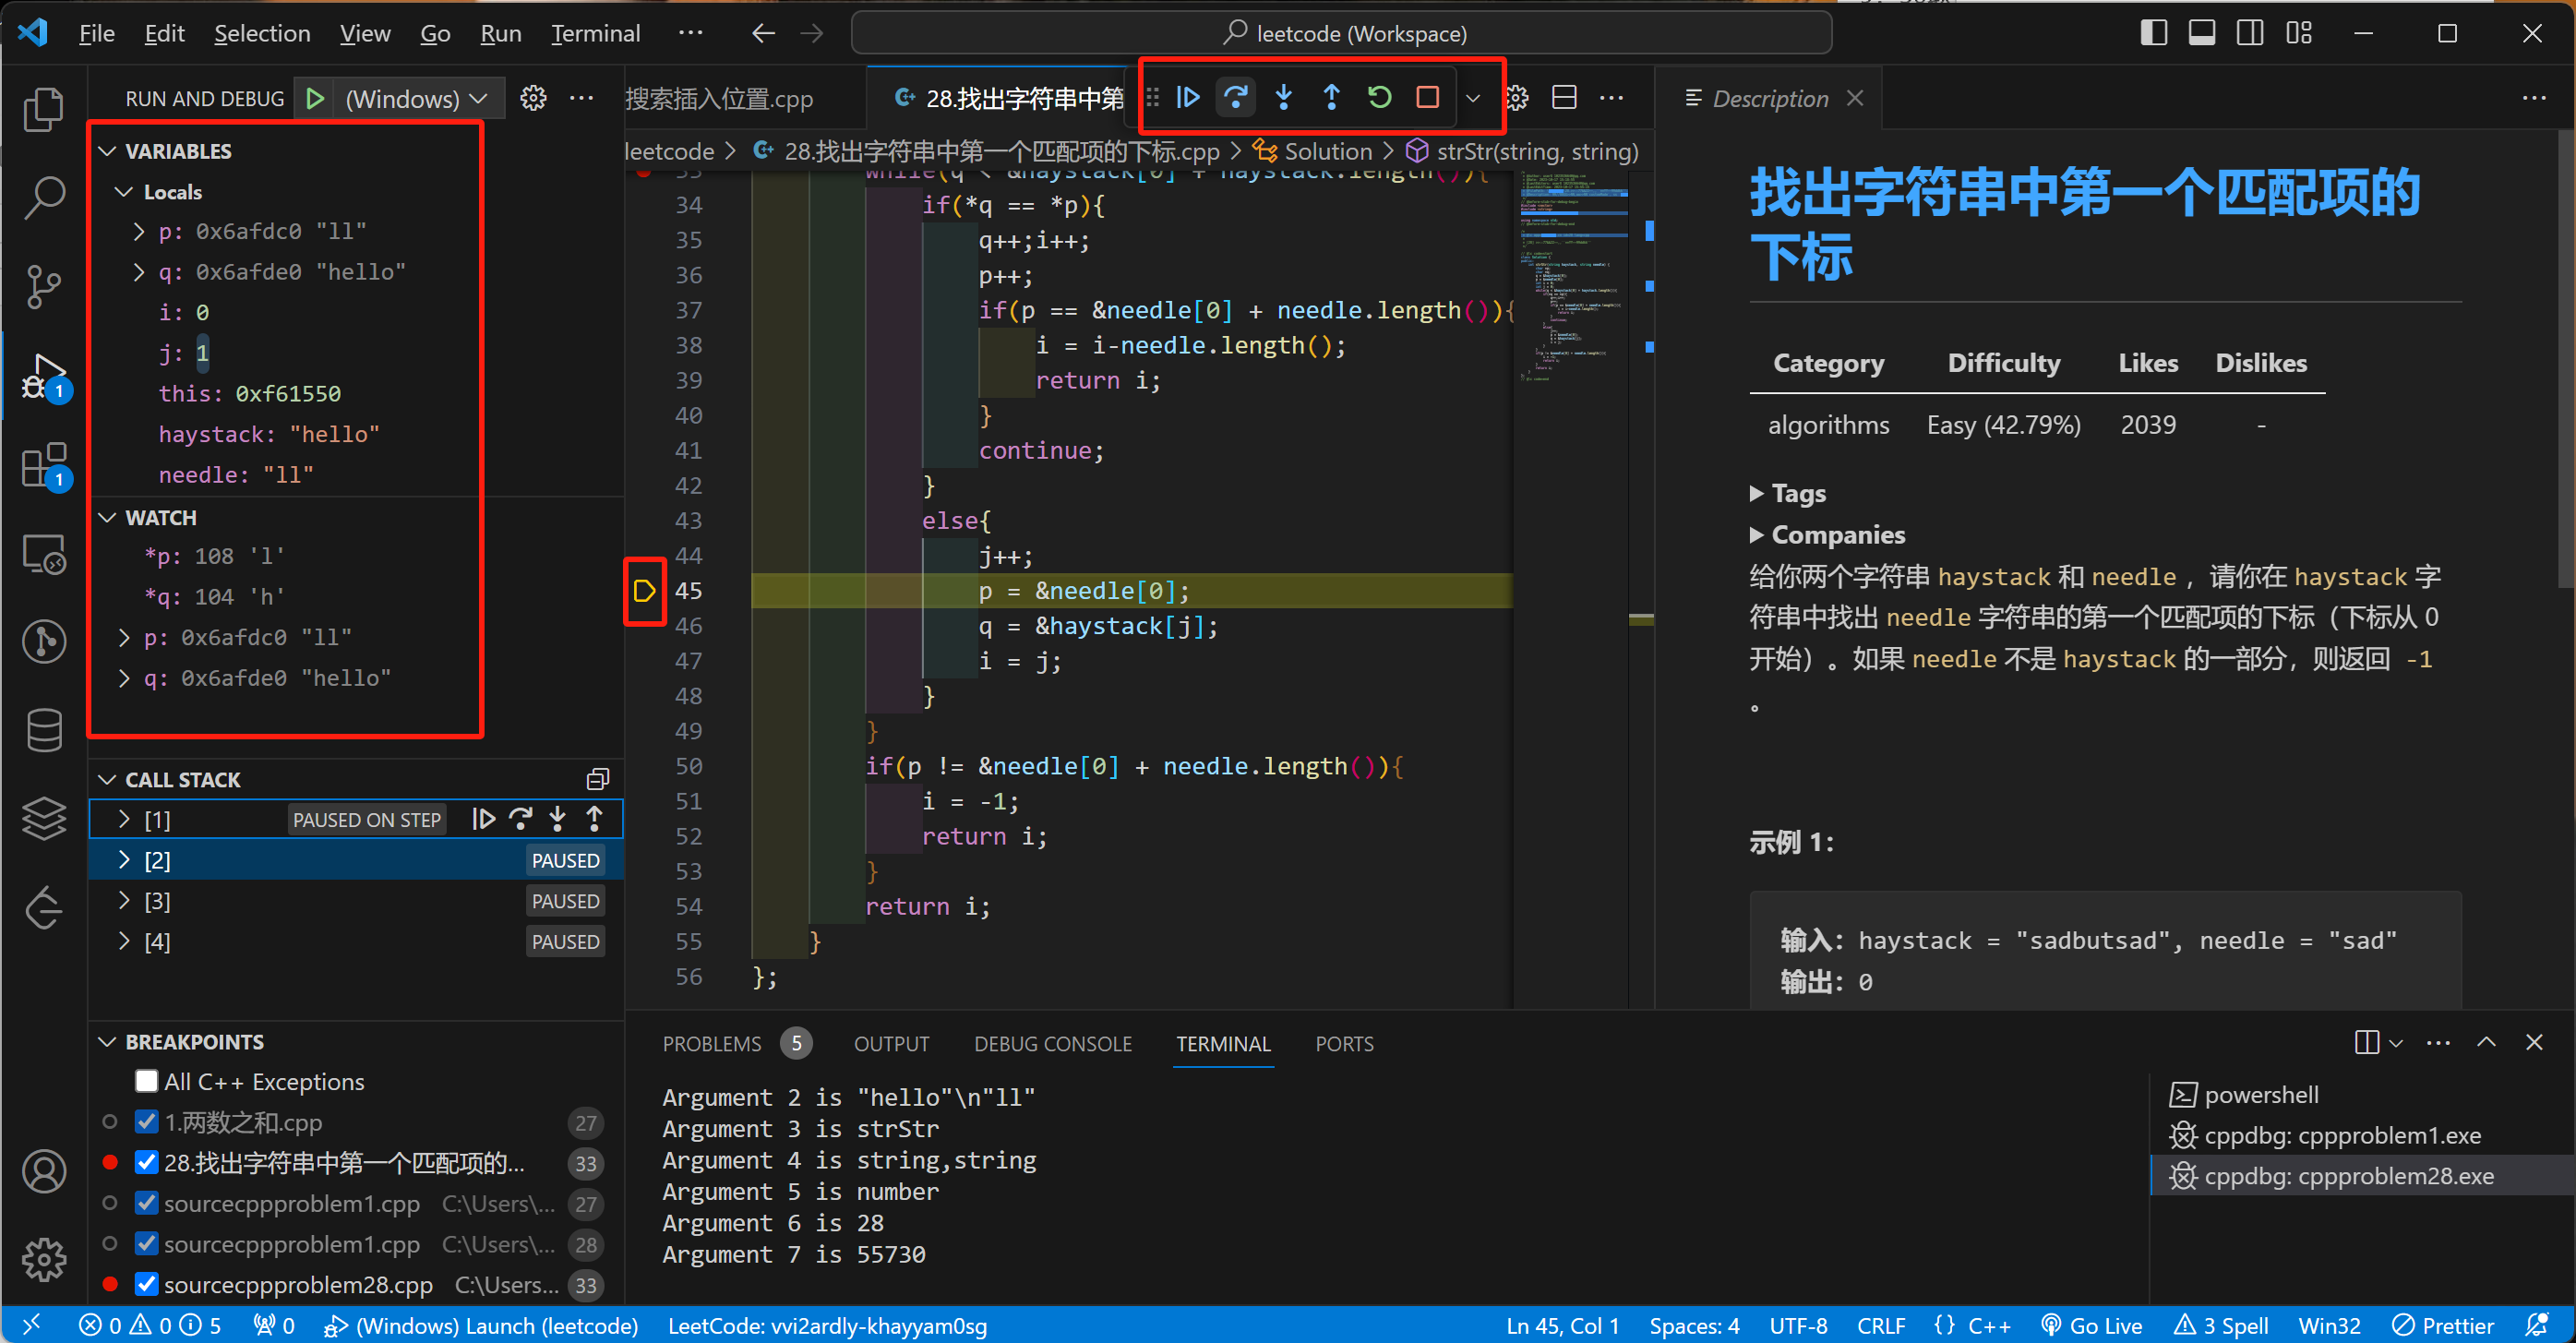 File Edit Selection View Go Run Terminal ··· leetcode (Workspace)
RUN AND DEBUG (Windows)
搜索插入位置.cpp
28.找出字符串中第
Description
leetcode > 28.找出字符串中第一个匹配项的下标.cpp > Solution > strStr(string, string)
VARIABLES
Locals
p: 0x6afdc0 "ll"
q: 0x6afde0 "hello"
i: 0
j: 1
this: 0xf61550
haystack: "hello"
needle: "ll"
WATCH
*p: 108 'l'
*q: 104 'h'
p: 0x6afdc0 "ll"
q: 0x6afde0 "hello"
CALL STACK
[1] PAUSED ON STEP
[2] PAUSED
[3] PAUSED
[4] PAUSED
BREAKPOINTS
All C++ Exceptions
1.两数之和.cpp 27
28.找出字符串中第一个匹配项的... 33
sourcecppproblem1.cpp C:\Users\... 27
sourcecppproblem1.cpp C:\Users\... 28
sourcecppproblem28.cpp C:\Users... 33
33 while(q < &haystack[0] + haystack.length()){
34 if(*q == *p){
35 q++;i++;
36 p++;
37 if(p == &needle[0] + needle.length()){
38 i = i-needle.length();
39 return i;
40 }
41 continue;
42 }
43 else{
44 j++;
45 p = &needle[0];
46 q = &haystack[j];
47 i = j;
48 }
49 }
50 if(p != &needle[0] + needle.length()){
51 i = -1;
52 return i;
53 }
54 return i;
55 }
56 };
找出字符串中第一个匹配项的
下标
Category Difficulty Likes Dislikes
algorithms Easy (42.79%) 2039 -
Tags
Companies
给你两个字符串 haystack 和 needle ，请你在 haystack 字
符串中找出 needle 字符串的第一个匹配项的下标（下标从 0
开始）。如果 needle 不是 haystack 的一部分，则返回 -1
。
示例 1：
输入：haystack = "sadbutsad", needle = "sad"
输出：0
PROBLEMS 5 OUTPUT DEBUG CONSOLE TERMINAL PORTS
Argument 2 is "hello"\n"ll"
Argument 3 is strStr
Argument 4 is string,string
Argument 5 is number
Argument 6 is 28
Argument 7 is 55730
powershell
cppdbg: cppproblem1.exe
cppdbg: cppproblem28.exe
0 0 5 0 (Windows) Launch (leetcode) LeetCode: vvi2ardly-khayyam0sg Ln 45, Col 1 Spaces: 4 UTF-8 CRLF {} C++ Go Live 3 Spell Win32 Prettier